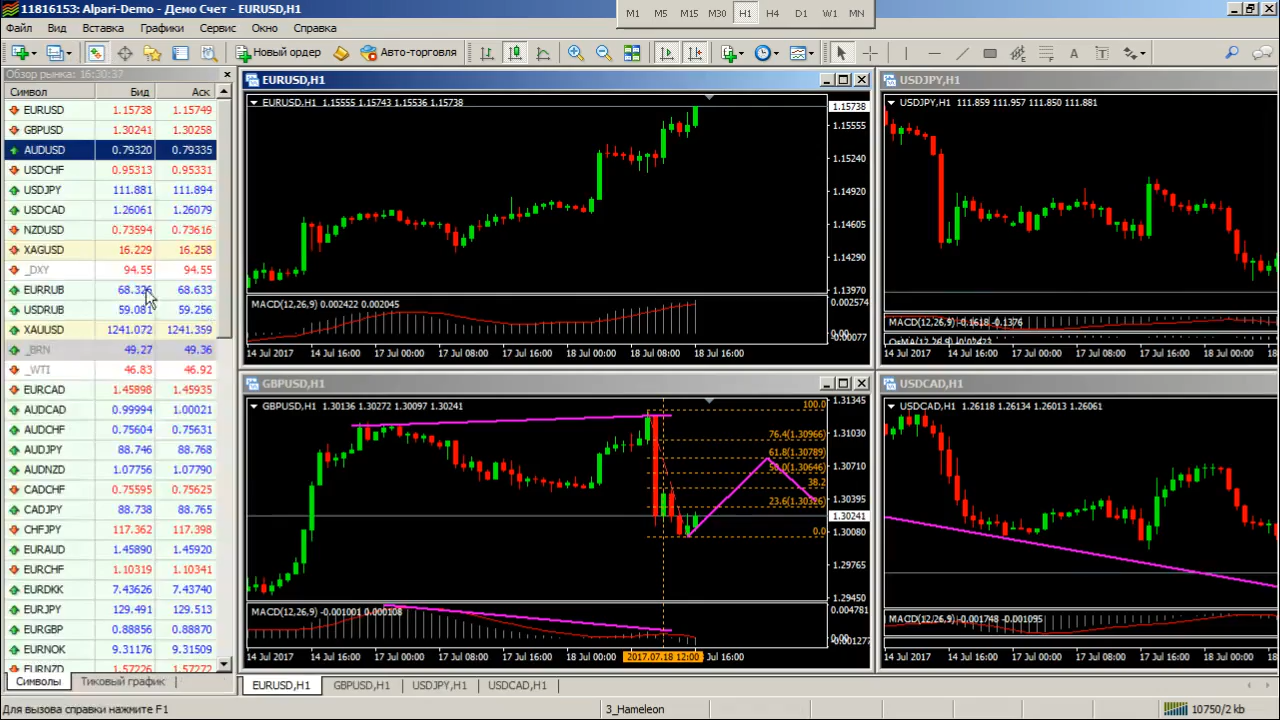 11816153: Alpari-Demo - Демо Счет - EURUSD,H1
M1 M5 M15 M30 H1 H4 D1 W1 MN
Файл Вид Вставка Графики Сервис Окно Справка
Новый ордер Авто-торговля
Обзор рынка: 16:30:37
Символ Бид Аск
EURUSD 1.15738 1.15749
GBPUSD 1.30241 1.30258
AUDUSD 0.79320 0.79335
USDCHF 0.95313 0.95331
USDJPY 111.881 111.894
USDCAD 1.26061 1.26079
NZDUSD 0.73594 0.73616
XAGUSD 16.229 16.258
_DXY 94.55 94.55
EURRUB 68.326 68.633
USDRUB 59.081 59.256
XAUUSD 1241.072 1241.359
_BRN 49.27 49.36
_WTI 46.83 46.92
EURCAD 1.45898 1.45935
AUDCAD 0.99994 1.00021
AUDCHF 0.75604 0.75631
AUDJPY 88.746 88.768
AUDNZD 1.07756 1.07790
CADCHF 0.75595 0.75625
CADJPY 88.738 88.765
CHFJPY 117.362 117.398
EURAUD 1.45890 1.45920
EURCHF 1.10319 1.10341
EURDKK 7.43626 7.43740
EURJPY 129.491 129.513
EURGBP 0.88856 0.88870
EURNOK 9.31176 9.31509
EURNZD 1.57226 1.57272
Символы Тиковый график
EURUSD,H1
EURUSD,H1 1.15555 1.15743 1.15536 1.15738
1.15738
1.15555
1.15240
1.14920
1.14605
1.14290
1.13970
MACD(12,26,9) 0.002422 0.002045
0.002574
0.00
-0.00077
14 Jul 2017 14 Jul 16:00 17 Jul 00:00 17 Jul 08:00 17 Jul 16:00 18 Jul 00:00 18 Jul 08:00 18 Jul 16:00
USDJPY,H1
USDJPY,H1 111.859 111.957 111.850 111.881
MACD(12,26,9) -0.1618 -0.1376
OsMA(12,26,9) -0.02423
14 Jul 2017 14 Jul 16:00 17 Jul 00:00 17 Jul 08:00 17 Jul 16:00 18 Jul 00:00
GBPUSD,H1
GBPUSD,H1 1.30136 1.30272 1.30097 1.30241
100.0
76.4(1.30966)
61.8(1.30789)
50.0(1.30646)
38.2
23.6(1.30326)
0.0
1.31345
1.31030
1.30710
1.30395
1.30241
1.30080
1.29765
1.29450
MACD(12,26,9) -0.001001 0.000108
0.004781
0.00
14 Jul 2017 14 Jul 16:00 17 Jul 00:00 17 Jul 08:00 17 Jul 16:00 18 Jul 00:00 2017.07.18 12:00 Jul 16:00
USDCAD,H1
USDCAD,H1 1.26118 1.26134 1.26013 1.26061
MACD(12,26,9) -0.001748 -0.001095
14 Jul 2017 14 Jul 16:00 17 Jul 00:00 17 Jul 08:00 17 Jul 16:00 18 Jul 00:00
EURUSD,H1 GBPUSD,H1 USDJPY,H1 USDCAD,H1
Для вызова справки нажмите F1 3_Hameleon 10750/2 kb